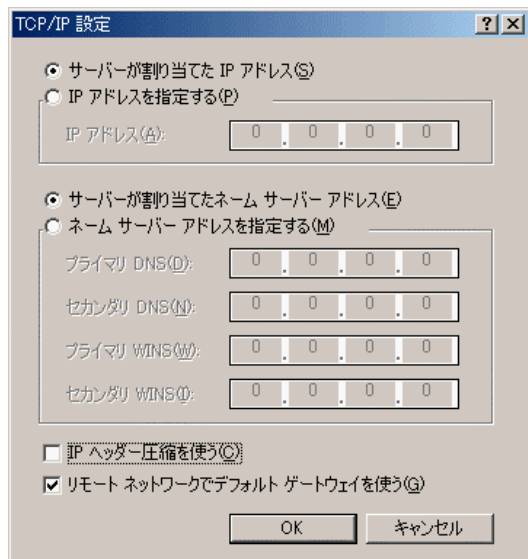 TCP/IP 設定
サーバーが割り当てた IP アドレス(S)
IP アドレスを指定する(P)
IP アドレス(A): 0 . 0 . 0 . 0
サーバーが割り当てたネーム サーバー アドレス(E)
ネーム サーバー アドレスを指定する(M)
プライマリ DNS(D): 0 . 0 . 0 . 0
セカンダリ DNS(N): 0 . 0 . 0 . 0
プライマリ WINS(W): 0 . 0 . 0 . 0
セカンダリ WINS(I): 0 . 0 . 0 . 0
IP ヘッダー圧縮を使う(C)
リモート ネットワークでデフォルト ゲートウェイを使う(G)
OK キャンセル